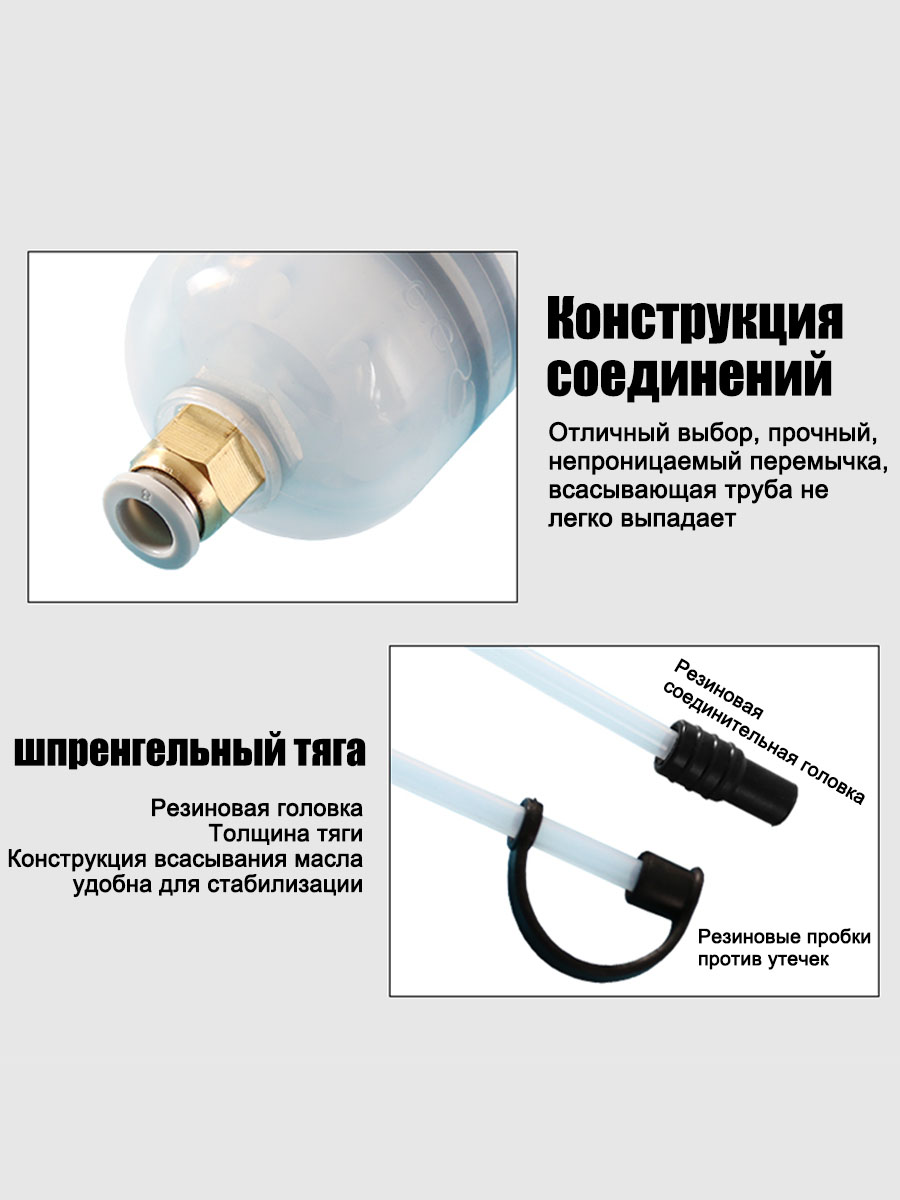 Конструкция
соединений
Отличный выбор, прочный,
непроницаемый перемычка,
всасывающая труба не
легко выпадает
8
шпренгельный тяга
Резиновая головка
Толщина тяги
Конструкция всасывания масла
удобна для стабилизации
Резиновая
соединительная головка
Резиновые пробки
против утечек